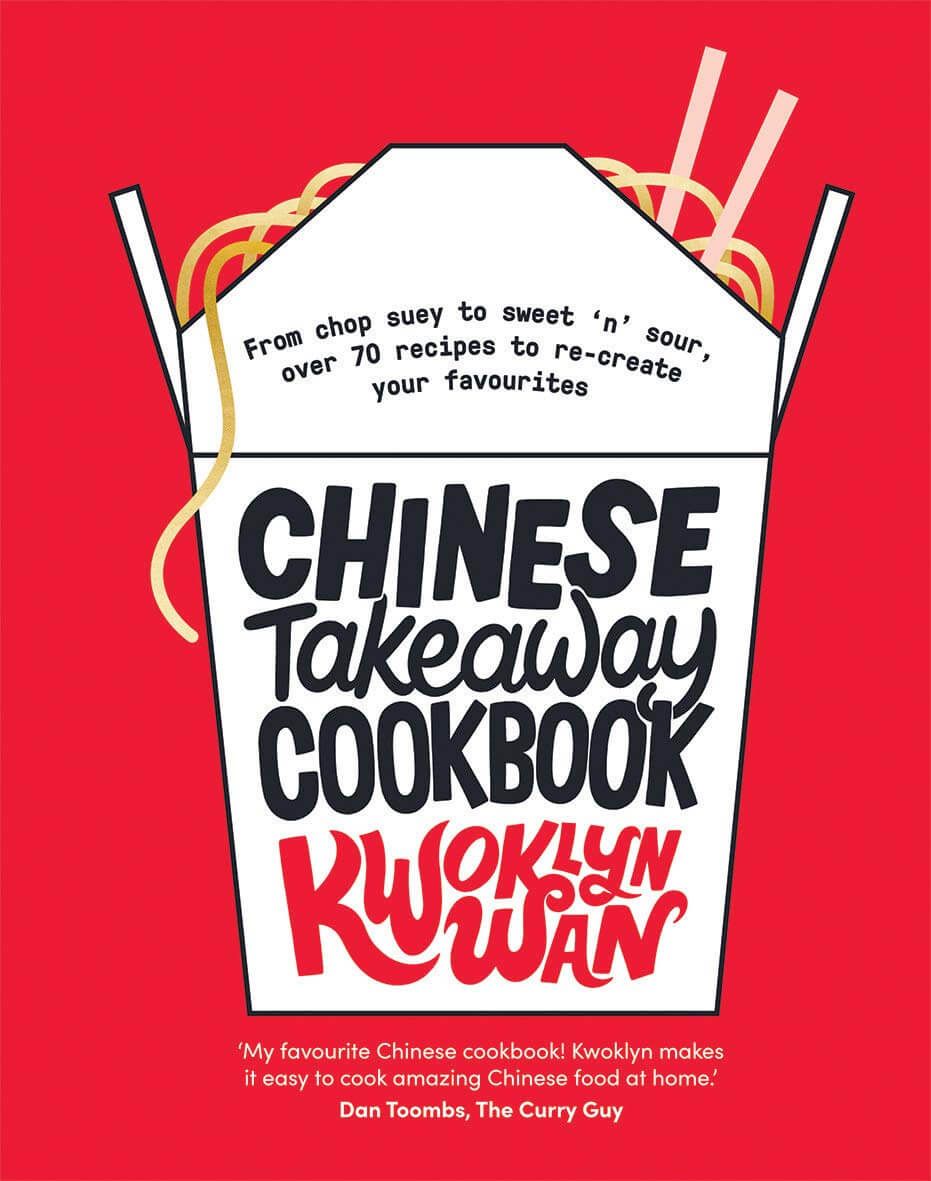 From chop suey to sweet ‘n’ sour,
over 70 recipes to re-create
your favourites
CHINESE
Takeaway
COOKBOOK
KWOKLYN
WAN
‘My favourite Chinese cookbook! Kwoklyn makes
it easy to cook amazing Chinese food at home.’
Dan Toombs, The Curry Guy